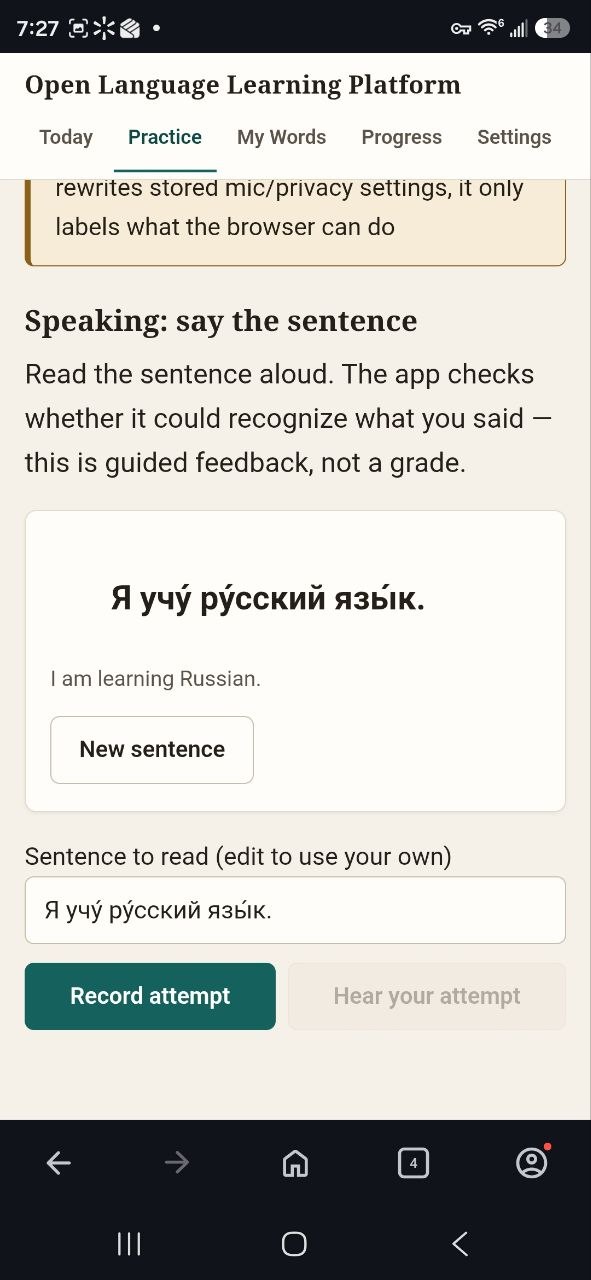 7:27
6
34
Open Language Learning Platform
Today Practice My Words Progress Settings
rewrites stored mic/privacy settings, it only
labels what the browser can do
Speaking: say the sentence
Read the sentence aloud. The app checks
whether it could recognize what you said —
this is guided feedback, not a grade.
Я учу́ ру́сский язы́к.
I am learning Russian.
New sentence
Sentence to read (edit to use your own)
Я учу́ ру́сский язы́к.
Record attempt Hear your attempt
4